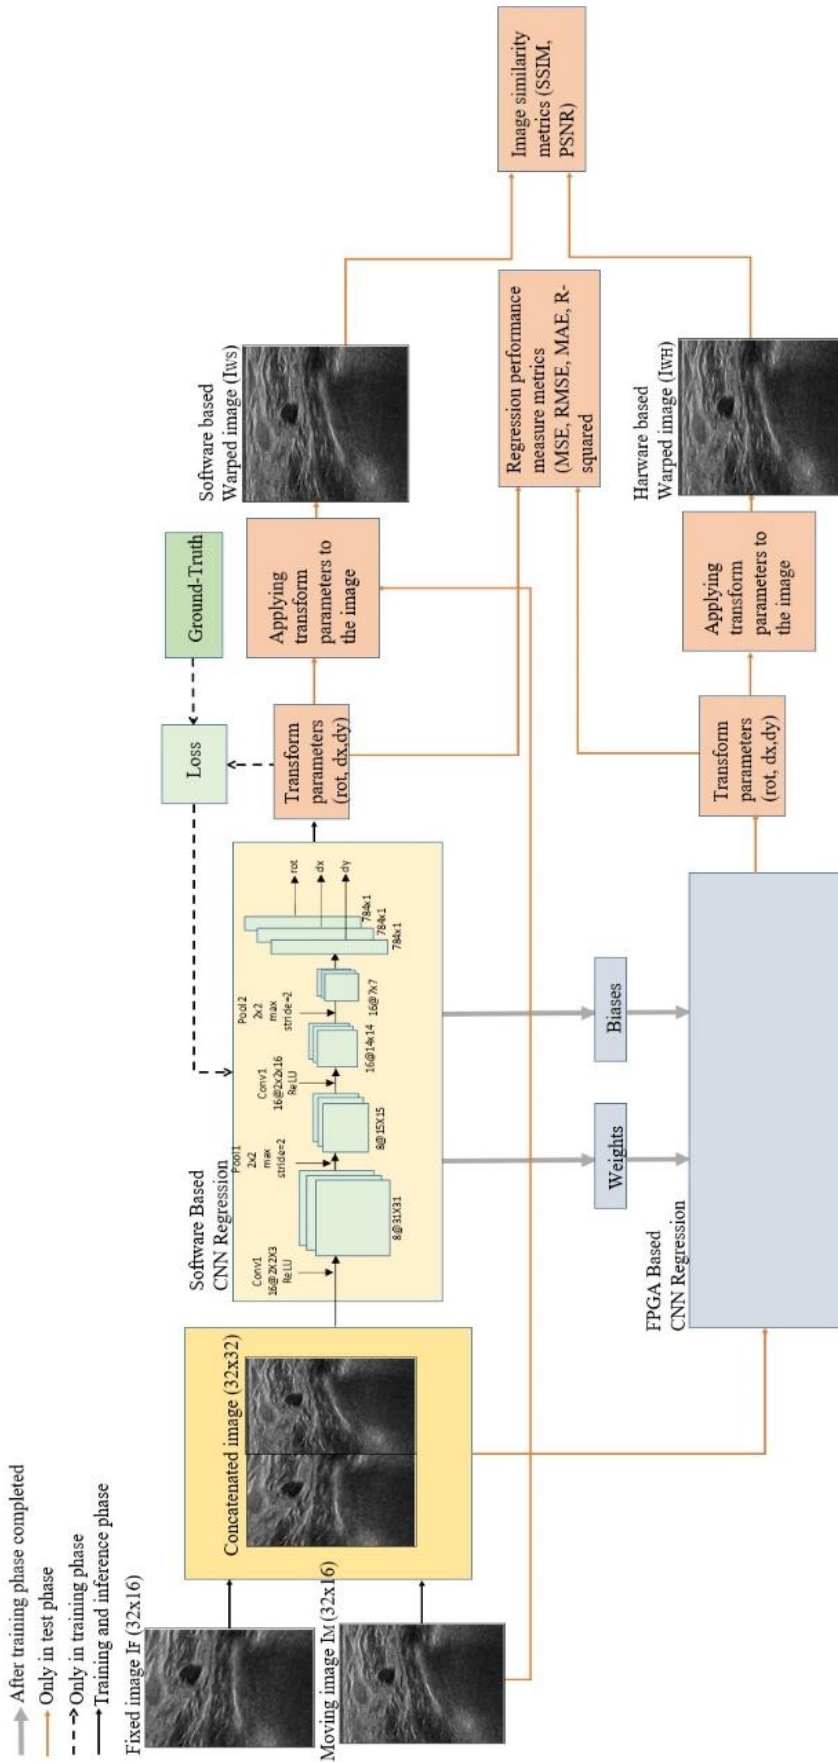 After training phase completed
Only in test phase
Only in training phase
Training and inference phase
Fixed image IF (32x16)
Moving image IM (32x16)
Concatenated image (32x32)
Software Based
CNN Regression
Conv1
16@2X2X3
ReLU
8@31X31
Pool1
2x2
max
stride=2
8@15X15
Conv1
16@2x2x16
ReLU
16@14x14
Pool2
2x2
max
stride=2
16@7x7
784x1
784x1
784x1
rot
dx
dy
Loss
Ground-Truth
Transform
parameters
(rot, dx,dy)
Applying
transform
parameters to
the image
Software based
Warped image (IWS)
Weights
Biases
FPGA Based
CNN Regression
Transform
parameters
(rot, dx,dy)
Applying
transform
parameters to
the image
Harware based
Warped image (IWH)
Regression performance
measure metrics
(MSE, RMSE, MAE, R-
squared
Image similarity
metrics (SSIM,
PSNR)